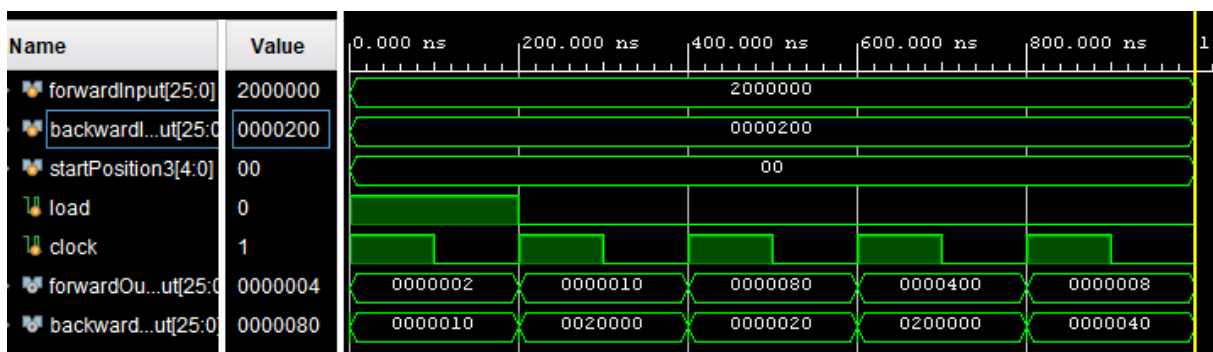 Name Value 0.000 ns 200.000 ns 400.000 ns 600.000 ns 800.000 ns 1
forwardInput[25:0] 2000000 2000000
backwardI...ut[25:0 0000200 0000200
startPosition3[4:0] 00 00
load 0
clock 1
forwardOu...ut[25:0 0000004 0000002 0000010 0000080 0000400 0000008
backward...ut[25:0] 0000080 0000010 0020000 0000020 0200000 0000040